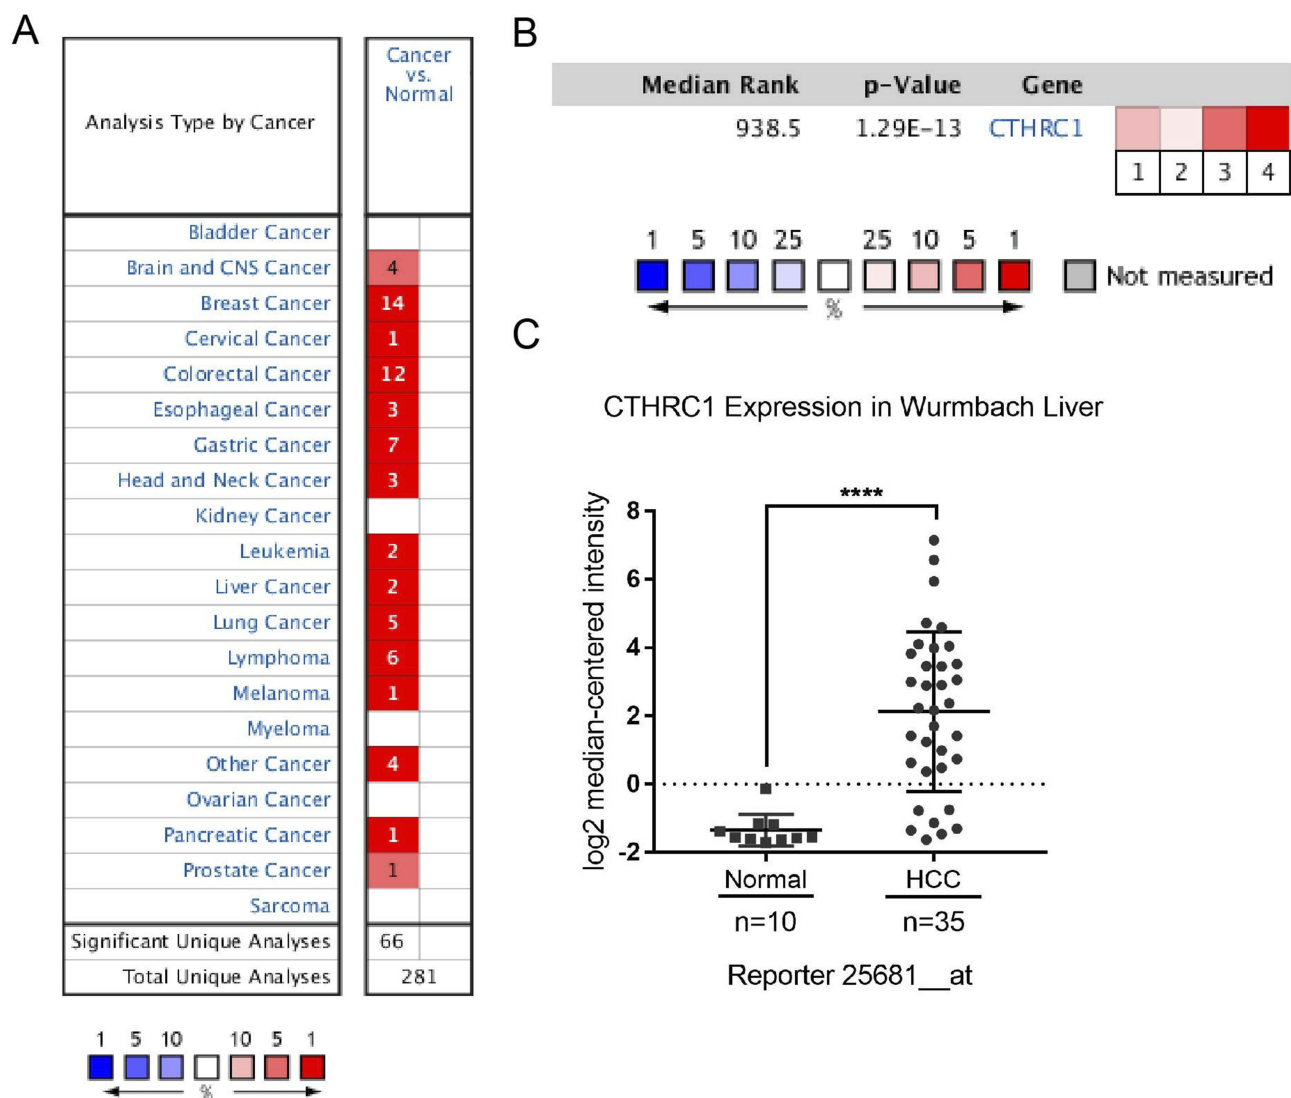 A
Analysis Type by Cancer
Cancer
vs.
Normal
Bladder Cancer
Brain and CNS Cancer 4
Breast Cancer 14
Cervical Cancer 1
Colorectal Cancer 12
Esophageal Cancer 3
Gastric Cancer 7
Head and Neck Cancer 3
Kidney Cancer
Leukemia 2
Liver Cancer 2
Lung Cancer 5
Lymphoma 6
Melanoma 1
Myeloma
Other Cancer 4
Ovarian Cancer
Pancreatic Cancer 1
Prostate Cancer 1
Sarcoma
Significant Unique Analyses 66
Total Unique Analyses 281
1 5 10 10 5 1
%
B
Median Rank p-Value Gene
938.5 1.29E-13 CTHRC1
1 2 3 4
1 5 10 25 25 10 5 1
Not measured
%
C
CTHRC1 Expression in Wurmbach Liver
****
log2 median-centered intensity
8
6
4
2
0
-2
Normal HCC
n=10 n=35
Reporter 25681__at